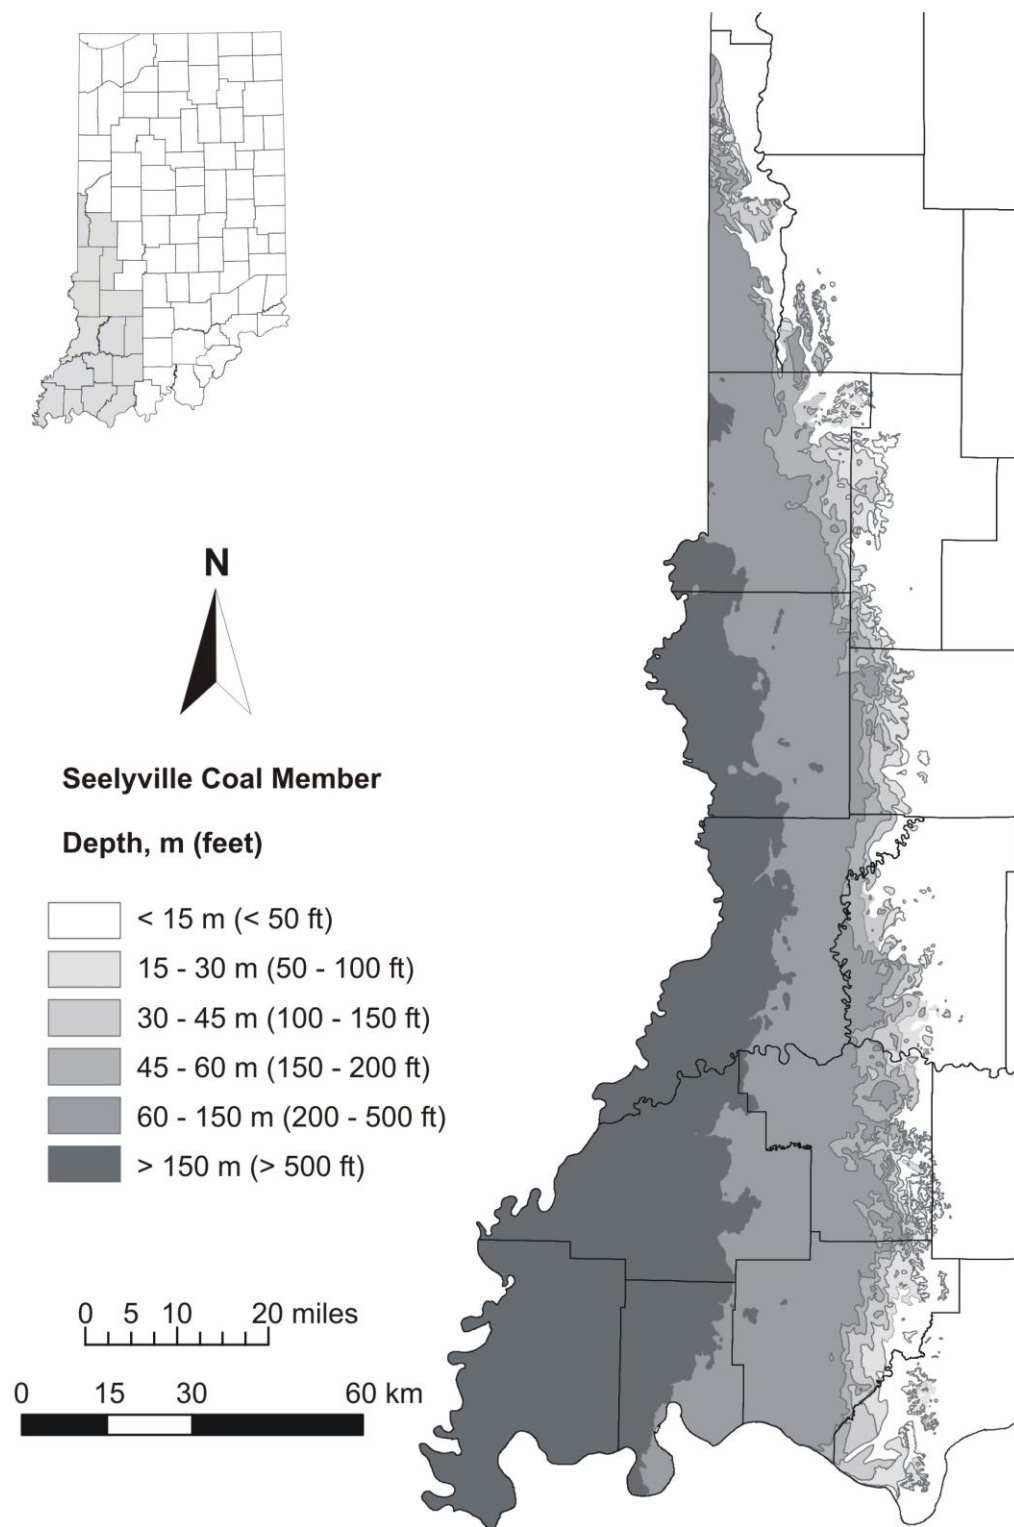 N
Seelyville Coal Member
Depth, m (feet)
< 15 m (< 50 ft)
15 - 30 m (50 - 100 ft)
30 - 45 m (100 - 150 ft)
45 - 60 m (150 - 200 ft)
60 - 150 m (200 - 500 ft)
> 150 m (> 500 ft)
0 5 10 20 miles
0 15 30 60 km